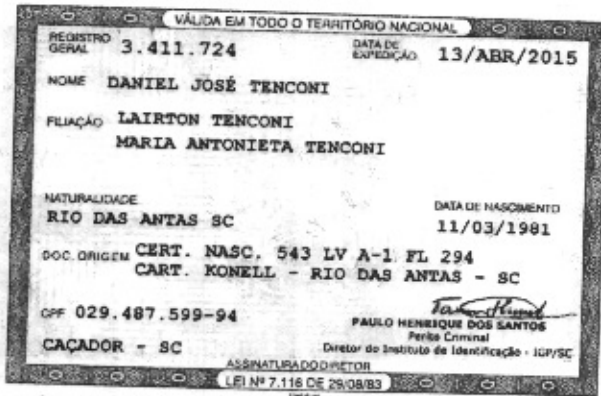 VÁLIDA EM TODO O TERRITÓRIO NACIONAL
REGISTRO GERAL 3.411.724 DATA DE EXPEDIÇÃO 13/ABR/2015
NOME DANIEL JOSÉ TENCONI
FILIAÇÃO LAIRTON TENCONI
MARIA ANTONIETA TENCONI
NATURALIDADE DATA DE NASCIMENTO
RIO DAS ANTAS SC 11/03/1981
DOC. ORIGEM CERT. NASC. 543 LV A-1 FL 294
CART. KONELL - RIO DAS ANTAS - SC
CPF 029.487.599-94
PAULO HENRIQUE DOS SANTOS
Perito Criminal
CAÇADOR - SC Diretor do Instituto de Identificação - IGP/SC
ASSINATURA DO DIRETOR
LEI Nº 7.116 DE 29/08/83